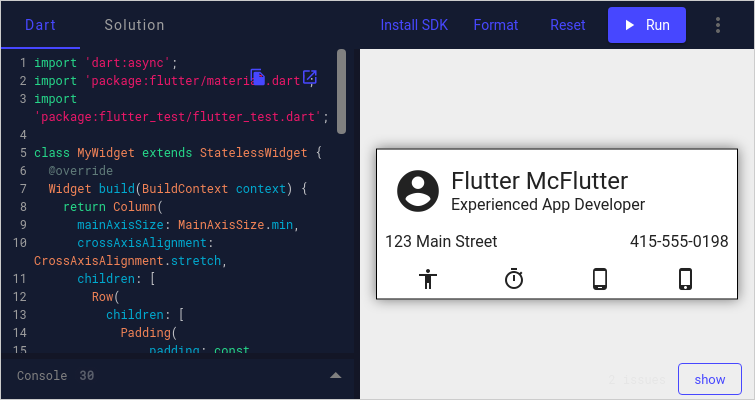 Dart Solution Install SDK Format Reset Run
1 import 'dart:async';
2 import 'package:flutter/material.dart';
3 import
'package:flutter_test/flutter_test.dart';
4
5 class MyWidget extends StatelessWidget {
6 @override
7 Widget build(BuildContext context) {
8 return Column(
9 mainAxisSize: MainAxisSize.min,
10 crossAxisAlignment:
CrossAxisAlignment.stretch,
11 children: [
12 Row(
13 children: [
14 Padding(
15 padding: const
Console 30
Flutter McFlutter
Experienced App Developer
123 Main Street 415-555-0198
2 issues show